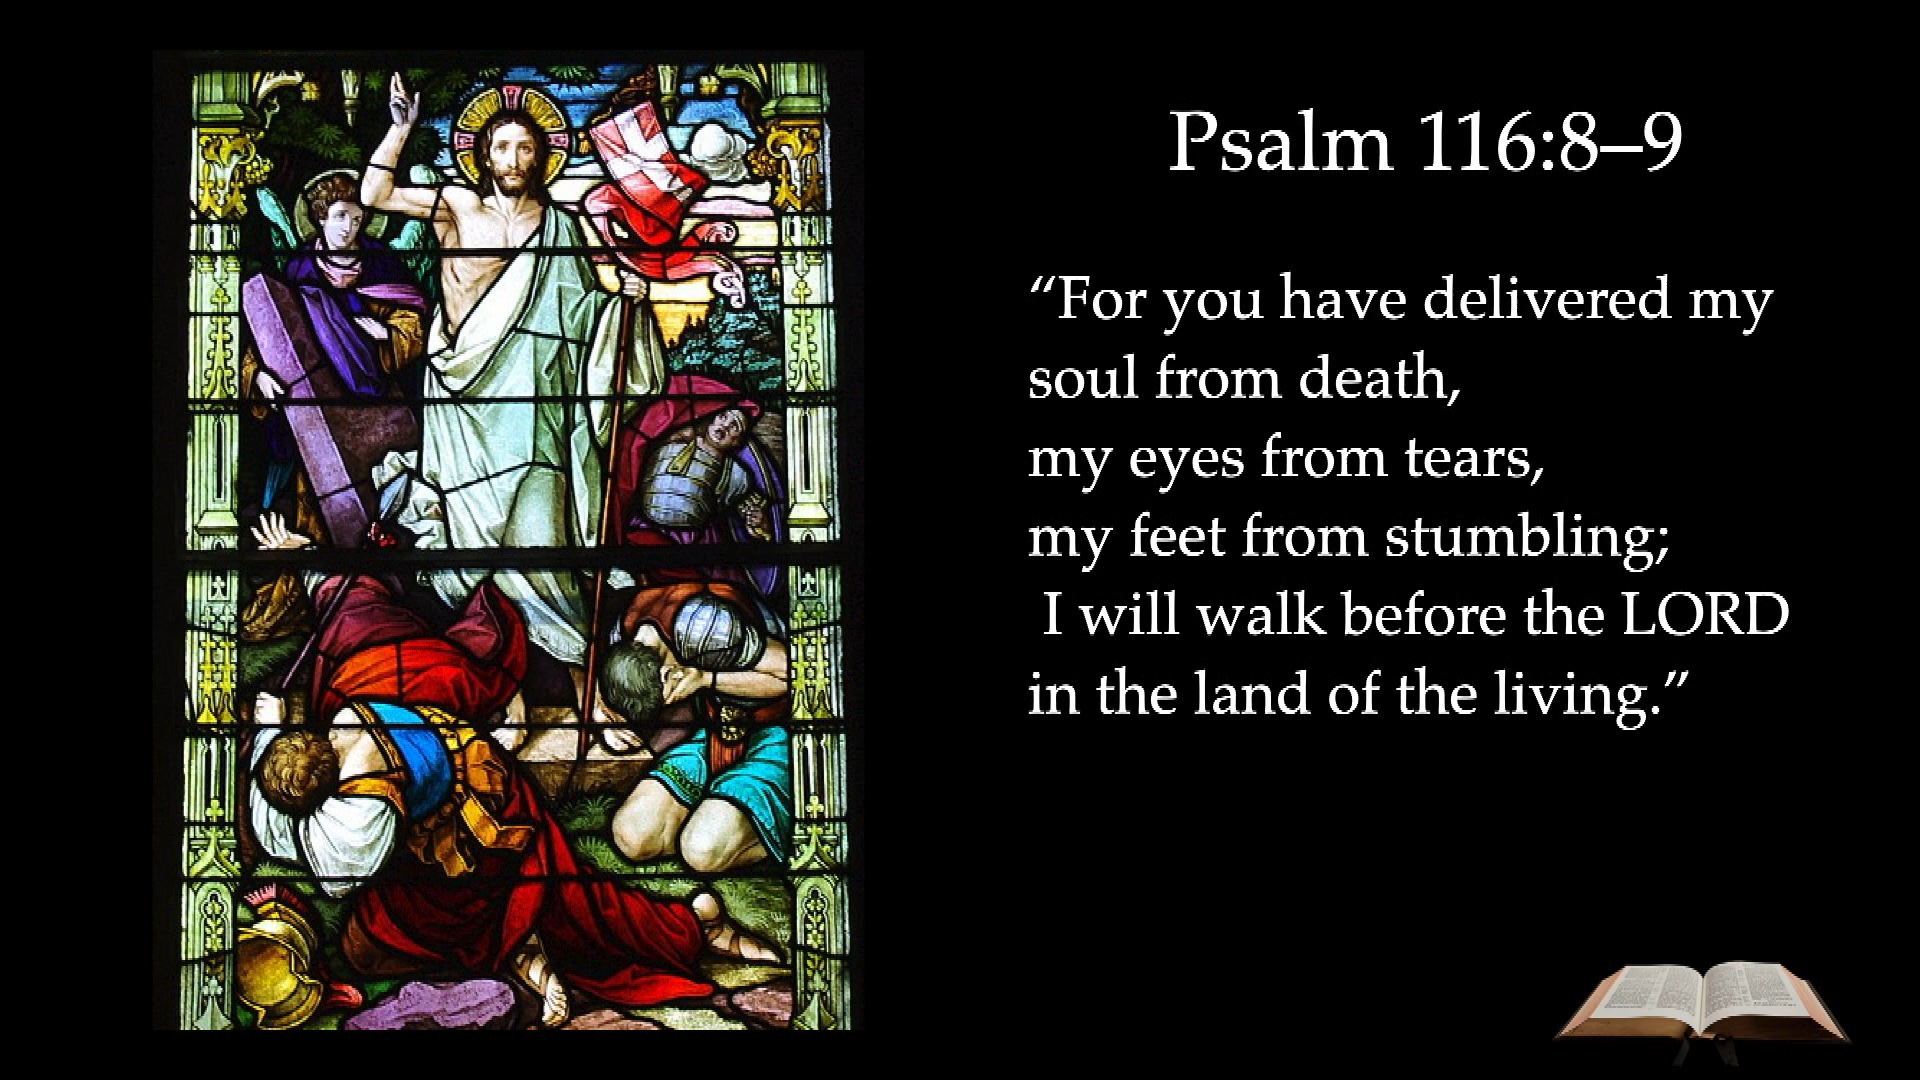 Psalm 116:8–9
“For you have delivered my
soul from death,
my eyes from tears,
my feet from stumbling;
I will walk before the LORD
in the land of the living.”